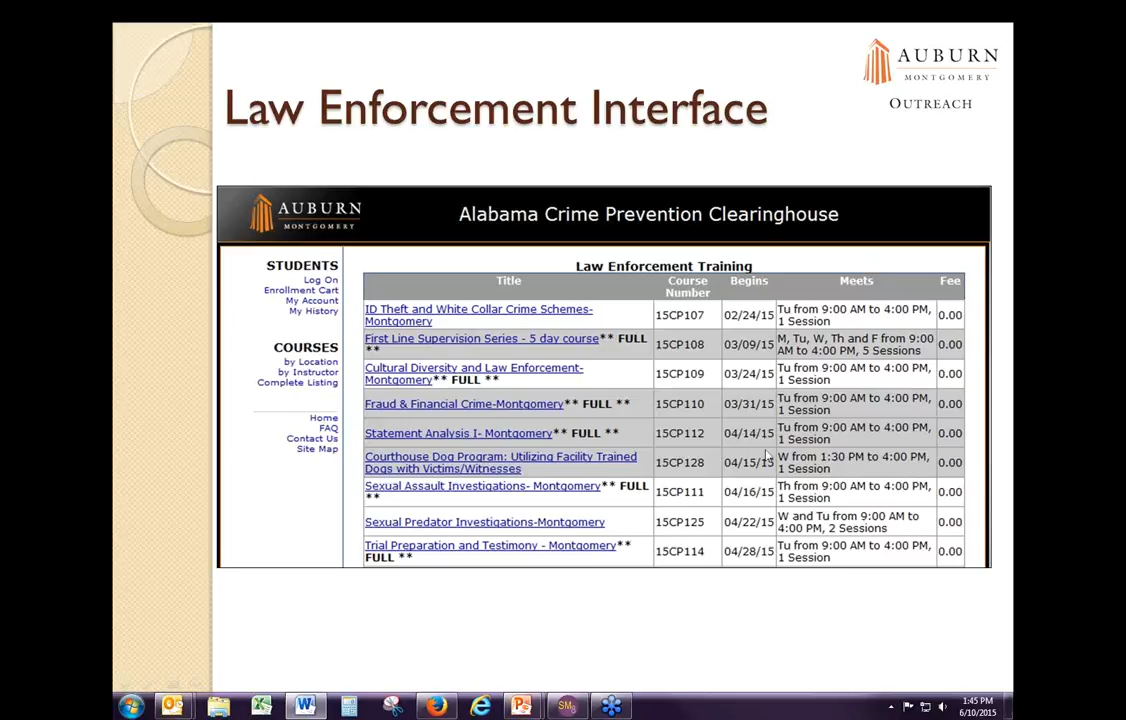 AUBURN
MONTGOMERY
OUTREACH
Law Enforcement Interface
AUBURN
MONTGOMERY
Alabama Crime Prevention Clearinghouse
STUDENTS
Log On
Enrollment Cart
My Account
My History
COURSES
by Location
by Instructor
Complete Listing
Home
FAQ
Contact Us
Site Map
Law Enforcement Training
Title Course Number Begins Meets Fee
ID Theft and White Collar Crime Schemes-
Montgomery 15CP107 02/24/15 Tu from 9:00 AM to 4:00 PM,
1 Session 0.00
First Line Supervision Series - 5 day course** FULL
** 15CP108 03/09/15 M, Tu, W, Th and F from 9:00
AM to 4:00 PM, 5 Sessions 0.00
Cultural Diversity and Law Enforcement-
Montgomery** FULL ** 15CP109 03/24/15 Tu from 9:00 AM to 4:00 PM,
1 Session 0.00
Fraud & Financial Crime-Montgomery** FULL ** 15CP110 03/31/15 Tu from 9:00 AM to 4:00 PM,
1 Session 0.00
Statement Analysis I- Montgomery** FULL ** 15CP112 04/14/15 Tu from 9:00 AM to 4:00 PM,
1 Session 0.00
Courthouse Dog Program: Utilizing Facility Trained
Dogs with Victims/Witnesses 15CP128 04/15/15 W from 1:30 PM to 4:00 PM,
1 Session 0.00
Sexual Assault Investigations- Montgomery** FULL
** 15CP111 04/16/15 Th from 9:00 AM to 4:00 PM,
1 Session 0.00
Sexual Predator Investigations-Montgomery 15CP125 04/22/15 W and Tu from 9:00 AM to
4:00 PM, 2 Sessions 0.00
Trial Preparation and Testimony - Montgomery**
FULL ** 15CP114 04/28/15 Tu from 9:00 AM to 4:00 PM,
1 Session 0.00
1:45 PM
6/10/2015